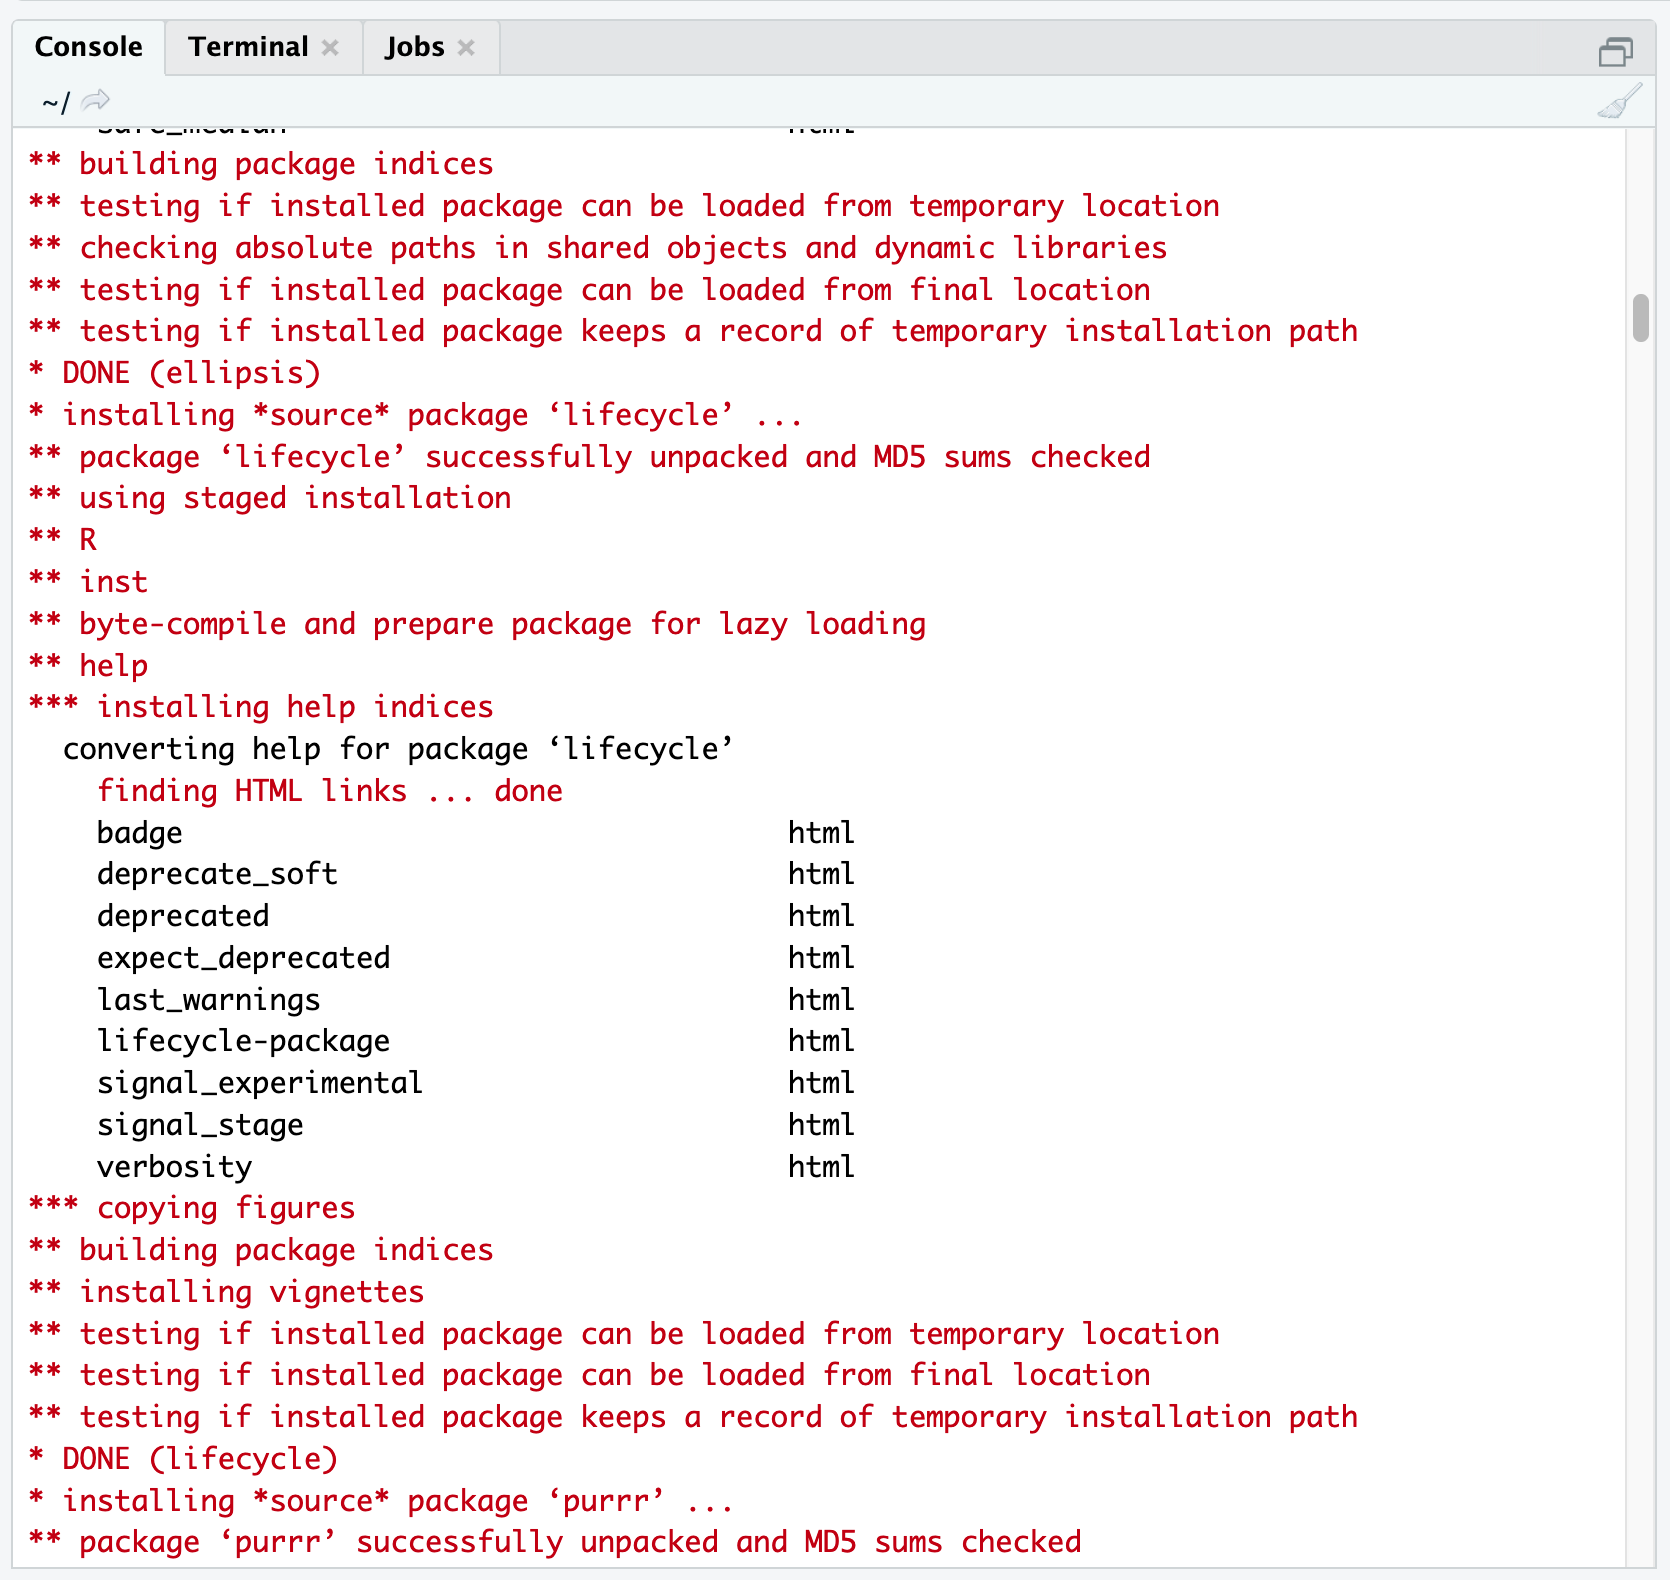 Console Terminal Jobs
~/
** building package indices
** testing if installed package can be loaded from temporary location
** checking absolute paths in shared objects and dynamic libraries
** testing if installed package can be loaded from final location
** testing if installed package keeps a record of temporary installation path
* DONE (ellipsis)
* installing *source* package ‘lifecycle’ ...
** package ‘lifecycle’ successfully unpacked and MD5 sums checked
** using staged installation
** R
** inst
** byte-compile and prepare package for lazy loading
** help
*** installing help indices
  converting help for package ‘lifecycle’
    finding HTML links ... done
    badge                                   html
    deprecate_soft                          html
    deprecated                              html
    expect_deprecated                       html
    last_warnings                           html
    lifecycle-package                       html
    signal_experimental                     html
    signal_stage                            html
    verbosity                               html
*** copying figures
** building package indices
** installing vignettes
** testing if installed package can be loaded from temporary location
** testing if installed package can be loaded from final location
** testing if installed package keeps a record of temporary installation path
* DONE (lifecycle)
* installing *source* package ‘purrr’ ...
** package ‘purrr’ successfully unpacked and MD5 sums checked